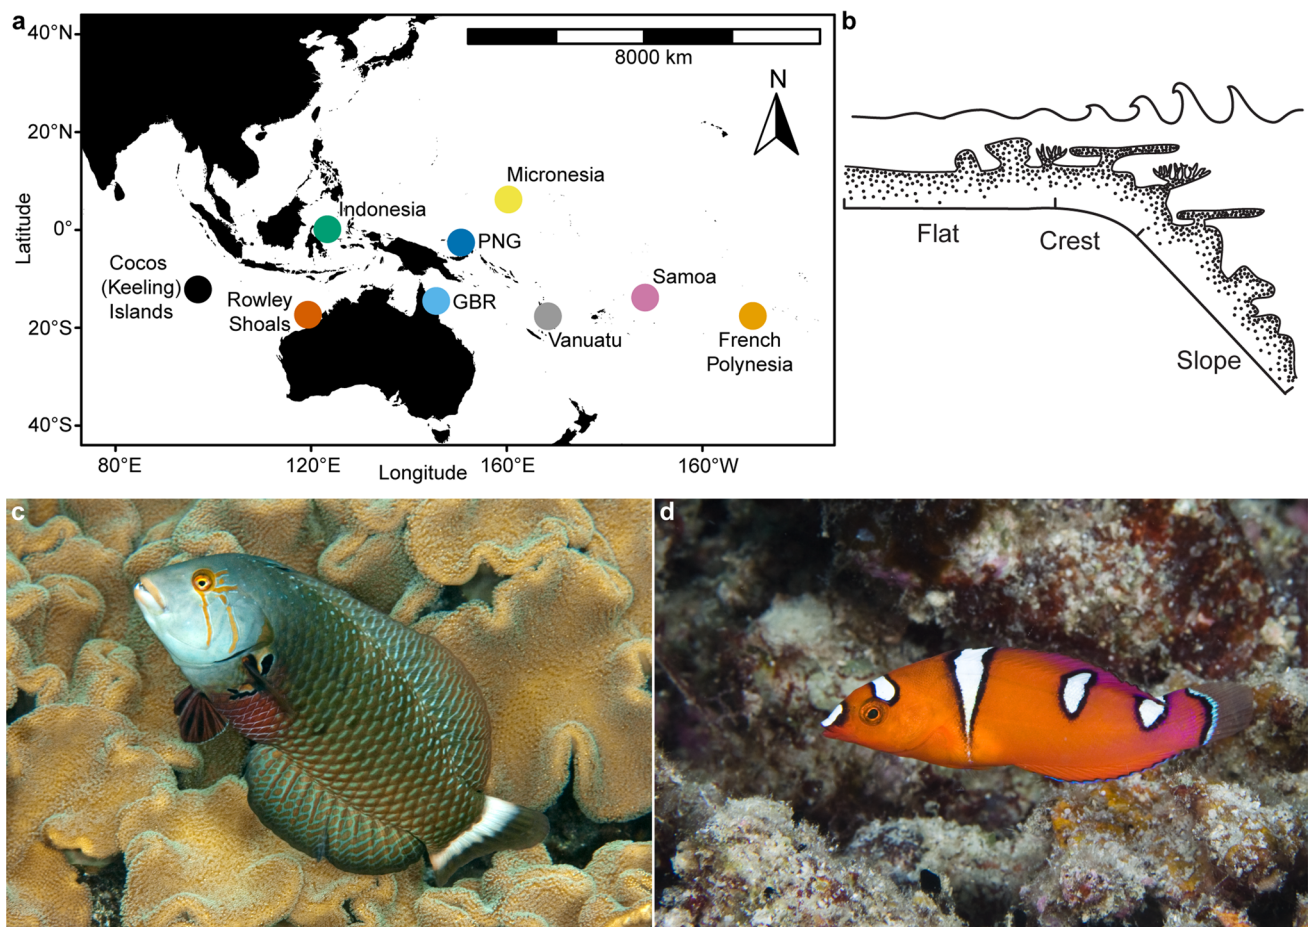 a
40°N
20°N
0°
20°S
40°S
Latitude
80°E
120°E
160°E
160°W
Longitude
8000 km
N
Micronesia
Indonesia
PNG
Cocos
(Keeling)
Islands
Rowley
Shoals
GBR
Samoa
Vanuatu
French
Polynesia
b
Flat
Crest
Slope
c
d